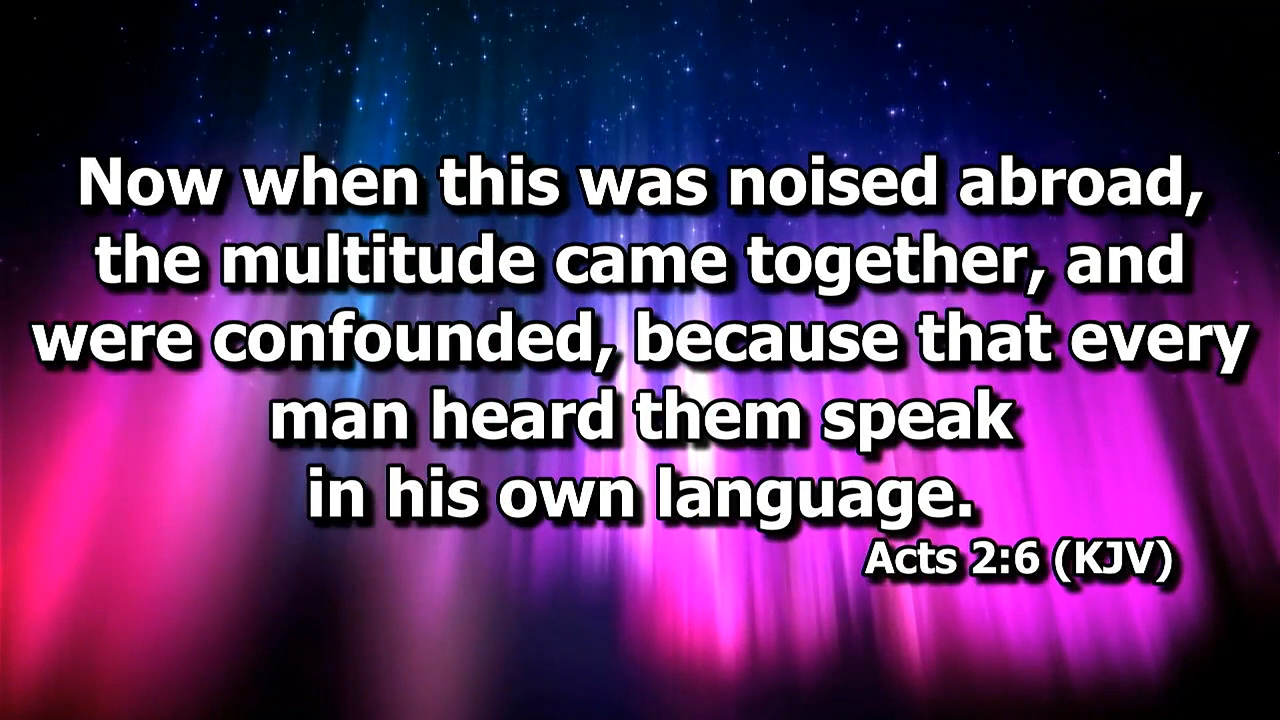 Now when this was noised abroad,
the multitude came together, and
were confounded, because that every
man heard them speak
in his own language.
Acts 2:6 (KJV)